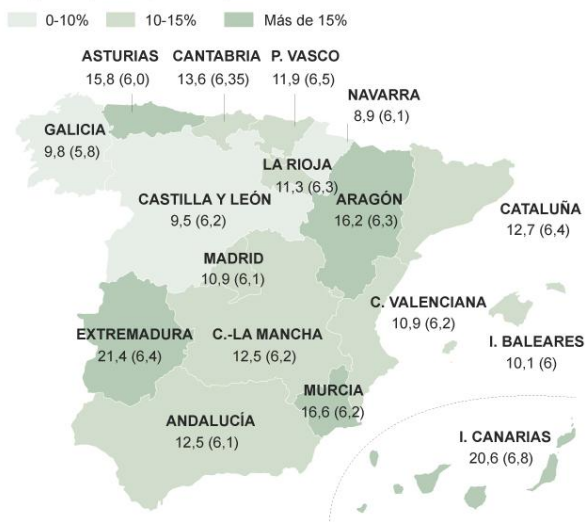 0-10% 10-15% Más de 15%
ASTURIAS
15,8 (6,0)
CANTABRIA
13,6 (6,35)
P. VASCO
11,9 (6,5)
NAVARRA
8,9 (6,1)
GALICIA
9,8 (5,8)
LA RIOJA
11,3 (6,3)
CASTILLA Y LEÓN
9,5 (6,2)
ARAGÓN
16,2 (6,3)
CATALUÑA
12,7 (6,4)
MADRID
10,9 (6,1)
C. VALENCIANA
10,9 (6,2)
EXTREMADURA
21,4 (6,4)
C.-LA MANCHA
12,5 (6,2)
I. BALEARES
10,1 (6)
MURCIA
16,6 (6,2)
ANDALUCÍA
12,5 (6,1)
I. CANARIAS
20,6 (6,8)